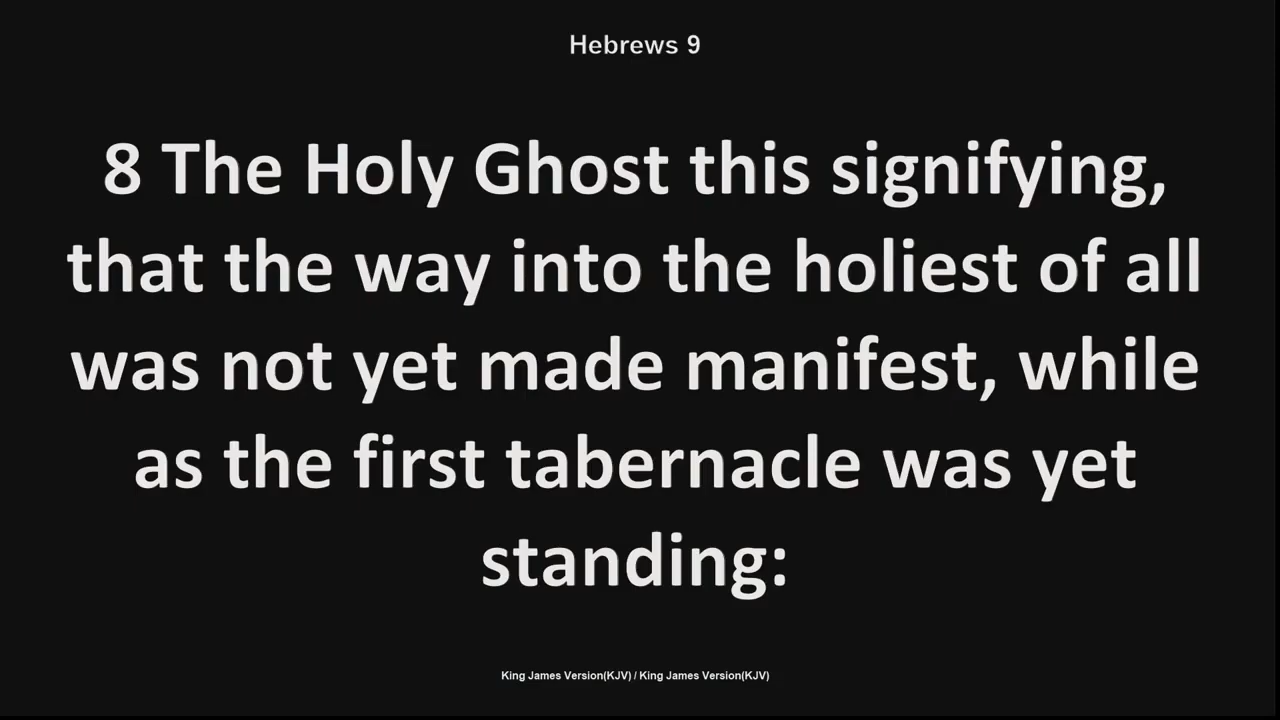 Hebrews 9
8 The Holy Ghost this signifying,
that the way into the holiest of all
was not yet made manifest, while
as the first tabernacle was yet
standing:
King James Version(KJV) / King James Version(KJV)